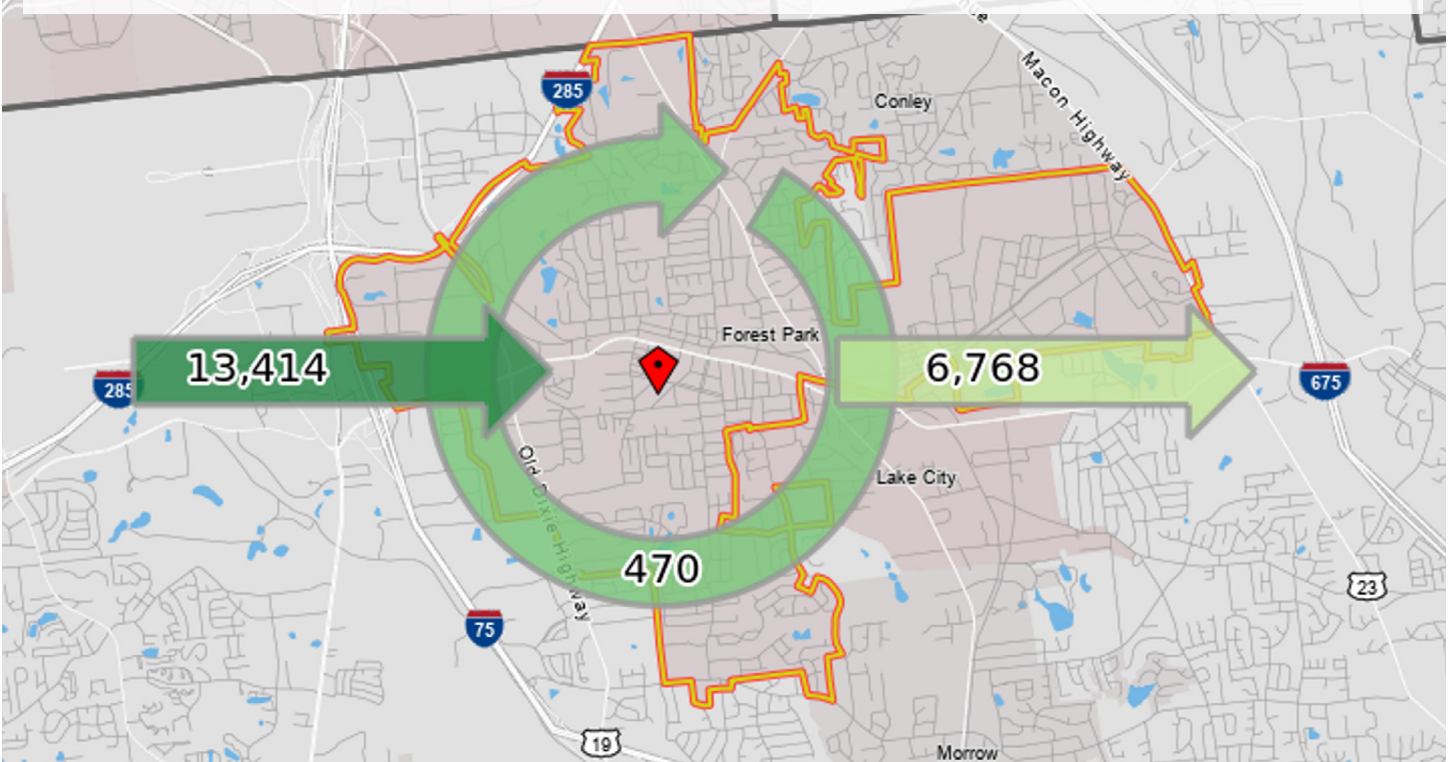 nue
Macon Highway
285
Conley
Forest Park
13,414
6,768
285
675
Old Dixie Highway
Lake City
470
23
75
19
Morrow